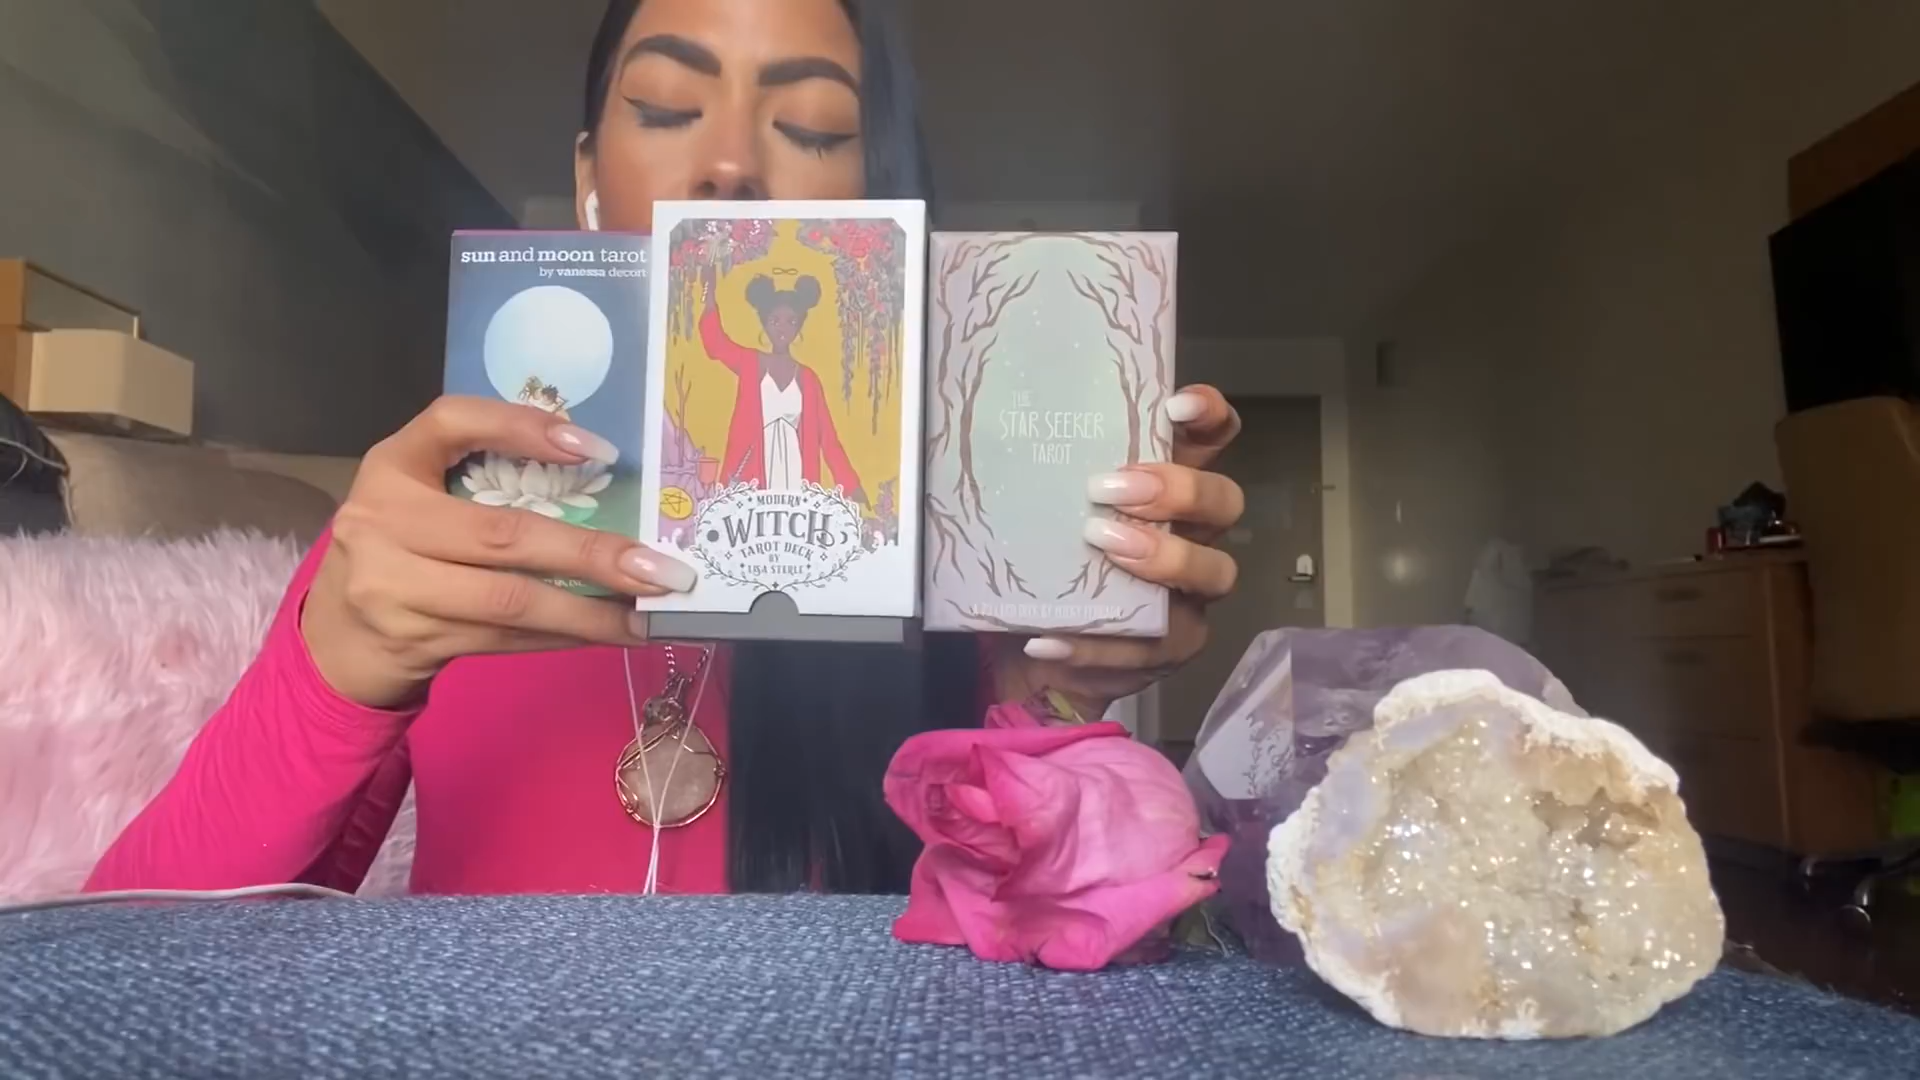 sun and moon tarot
by vanessa decort
MODERN
WITCH
TAROT DECK
BY
LISA STERLE
THE
STAR SEEKER
TAROT